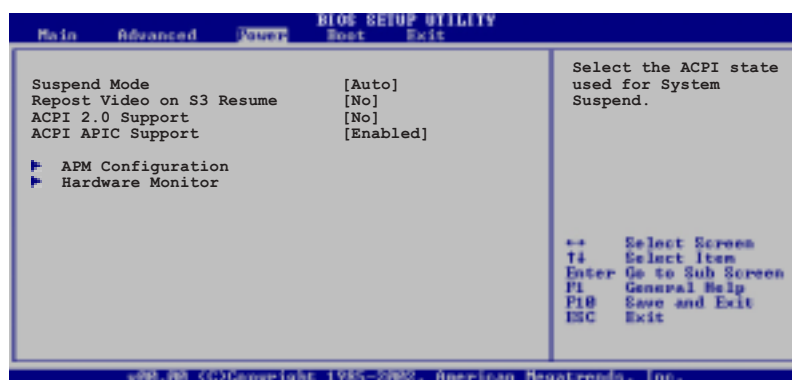 BIOS SETUP UTILITY
Main Advanced Power Boot Exit
Suspend Mode [Auto]
Repost Video on S3 Resume [No]
ACPI 2.0 Support [No]
ACPI APIC Support [Enabled]
APM Configuration
Hardware Monitor
Select the ACPI state
used for System
Suspend.
↔ Select Screen
↑↓ Select Item
Enter Go to Sub Screen
F1 General Help
F10 Save and Exit
ESC Exit
v00.00 (C)Copyright 1985-2002, American Megatrends, Inc.